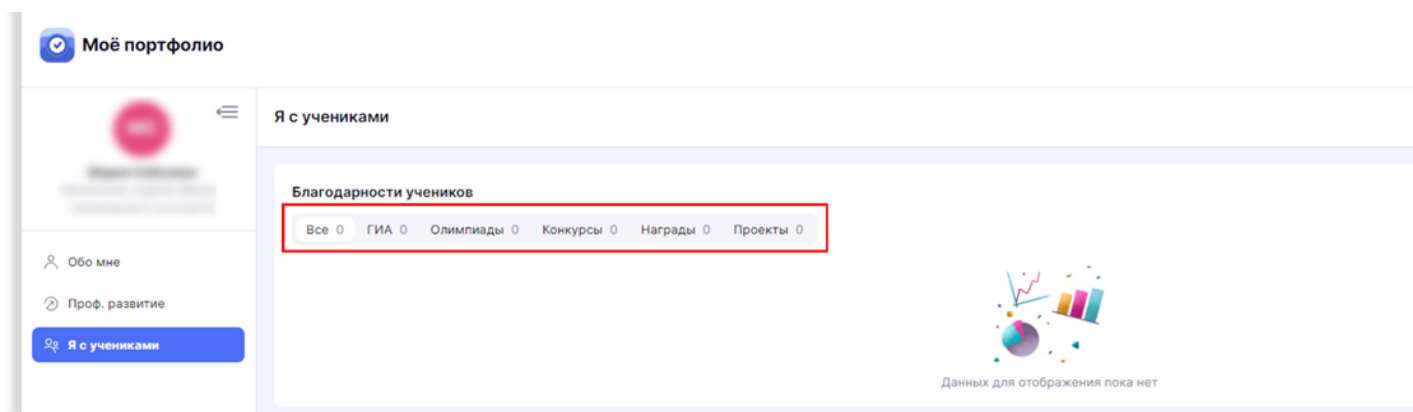 Моё портфолио
Я с учениками
Обо мне
Проф. развитие
Я с учениками
Благодарности учеников
Все 0 ГИА 0 Олимпиады 0 Конкурсы 0 Награды 0 Проекты 0
Данных для отображения пока нет